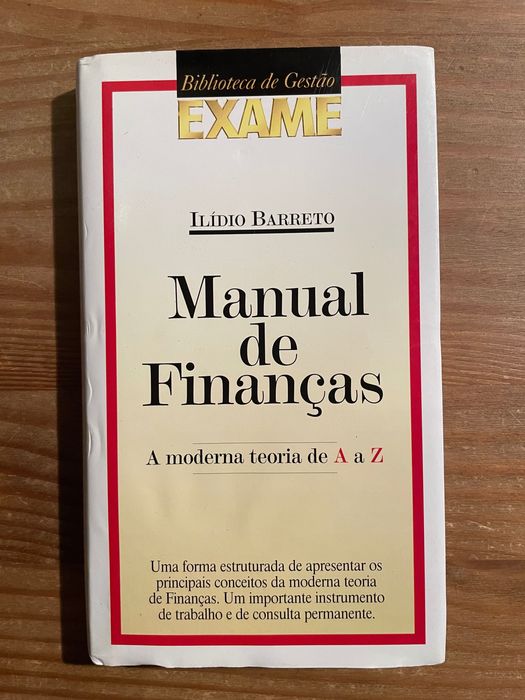 Biblioteca de Gestão
EXAME
ILÍDIO BARRETO
Manual
de
Finanças
A moderna teoria de A a Z
Uma forma estruturada de apresentar os
principais conceitos da moderna teoria
de Finanças. Um importante instrumento
de trabalho e de consulta permanente.